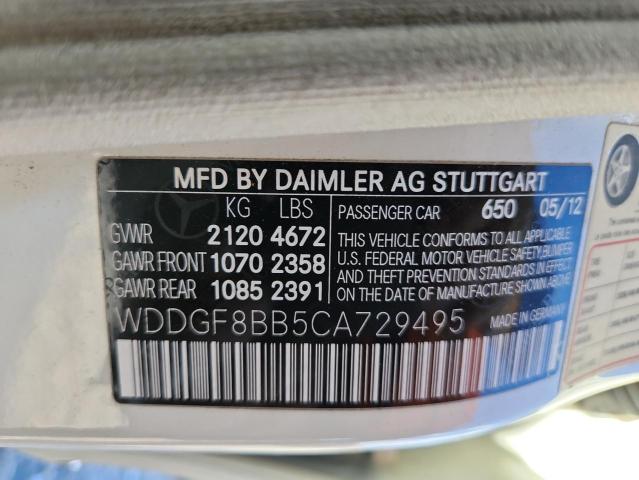 MFD BY DAIMLER AG STUTTGART
KG LBS
GVWR 2120 4672
GAWR FRONT 1070 2358
GAWR REAR 1085 2391
PASSENGER CAR 650 05/12
THIS VEHICLE CONFORMS TO ALL APPLICABLE
U.S. FEDERAL MOTOR VEHICLE SAFETY,BUMPER
AND THEFT PREVENTION STANDARDS IN EFFECT
ON THE DATE OF MANUFACTURE SHOWN ABOVE.
WDDGF8BB5CA729495
GERMANY